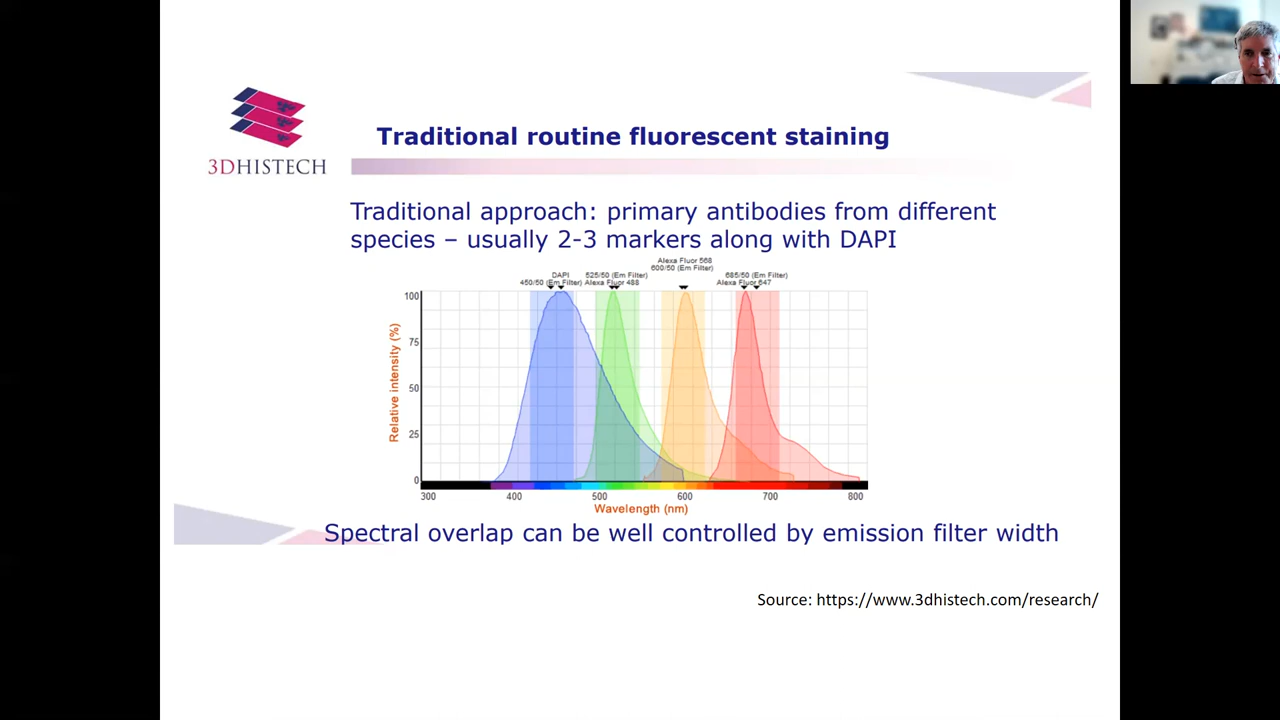 Traditional routine fluorescent staining
3DHISTECH
Traditional approach: primary antibodies from different
species – usually 2-3 markers along with DAPI
Alexa Fluor 568
600/50 (Em Filter)
DAPI
450/50 (Em Filter)
525/50 (Em Filter)
Alexa Fluor 488
685/50 (Em Filter)
Alexa Fluor 647
100
75
50
25
0
Relative intensity (%)
300 400 500 600 700 800
Wavelength (nm)
Spectral overlap can be well controlled by emission filter width
Source: https://www.3dhistech.com/research/